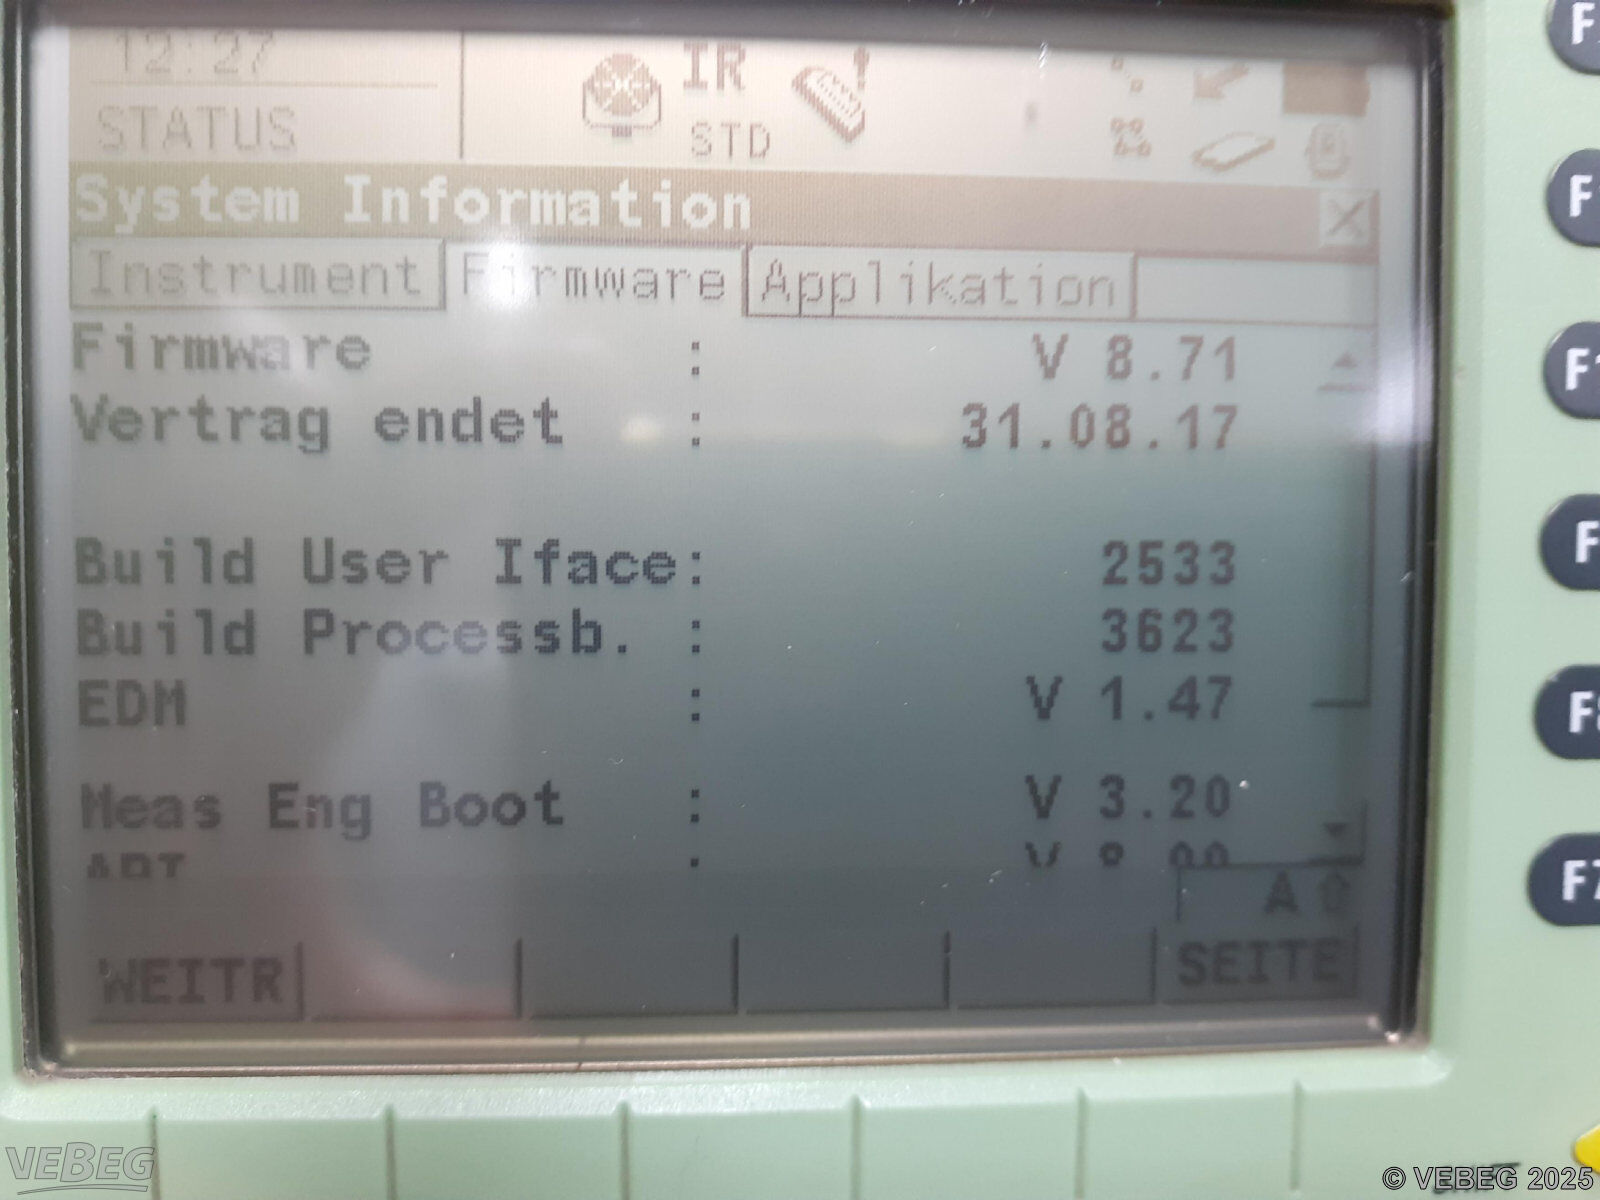 12:27
IR
STATUS
STD
System Information
Instrument Firmware Applikation
Firmware : V 8.71
Vertrag endet : 31.08.17
Build User Iface: 2533
Build Processb. : 3623
EDM : V 1.47
Meas Eng Boot : V 3.20
A
WEITR SEITE
VEBEG
© VEBEG 2025